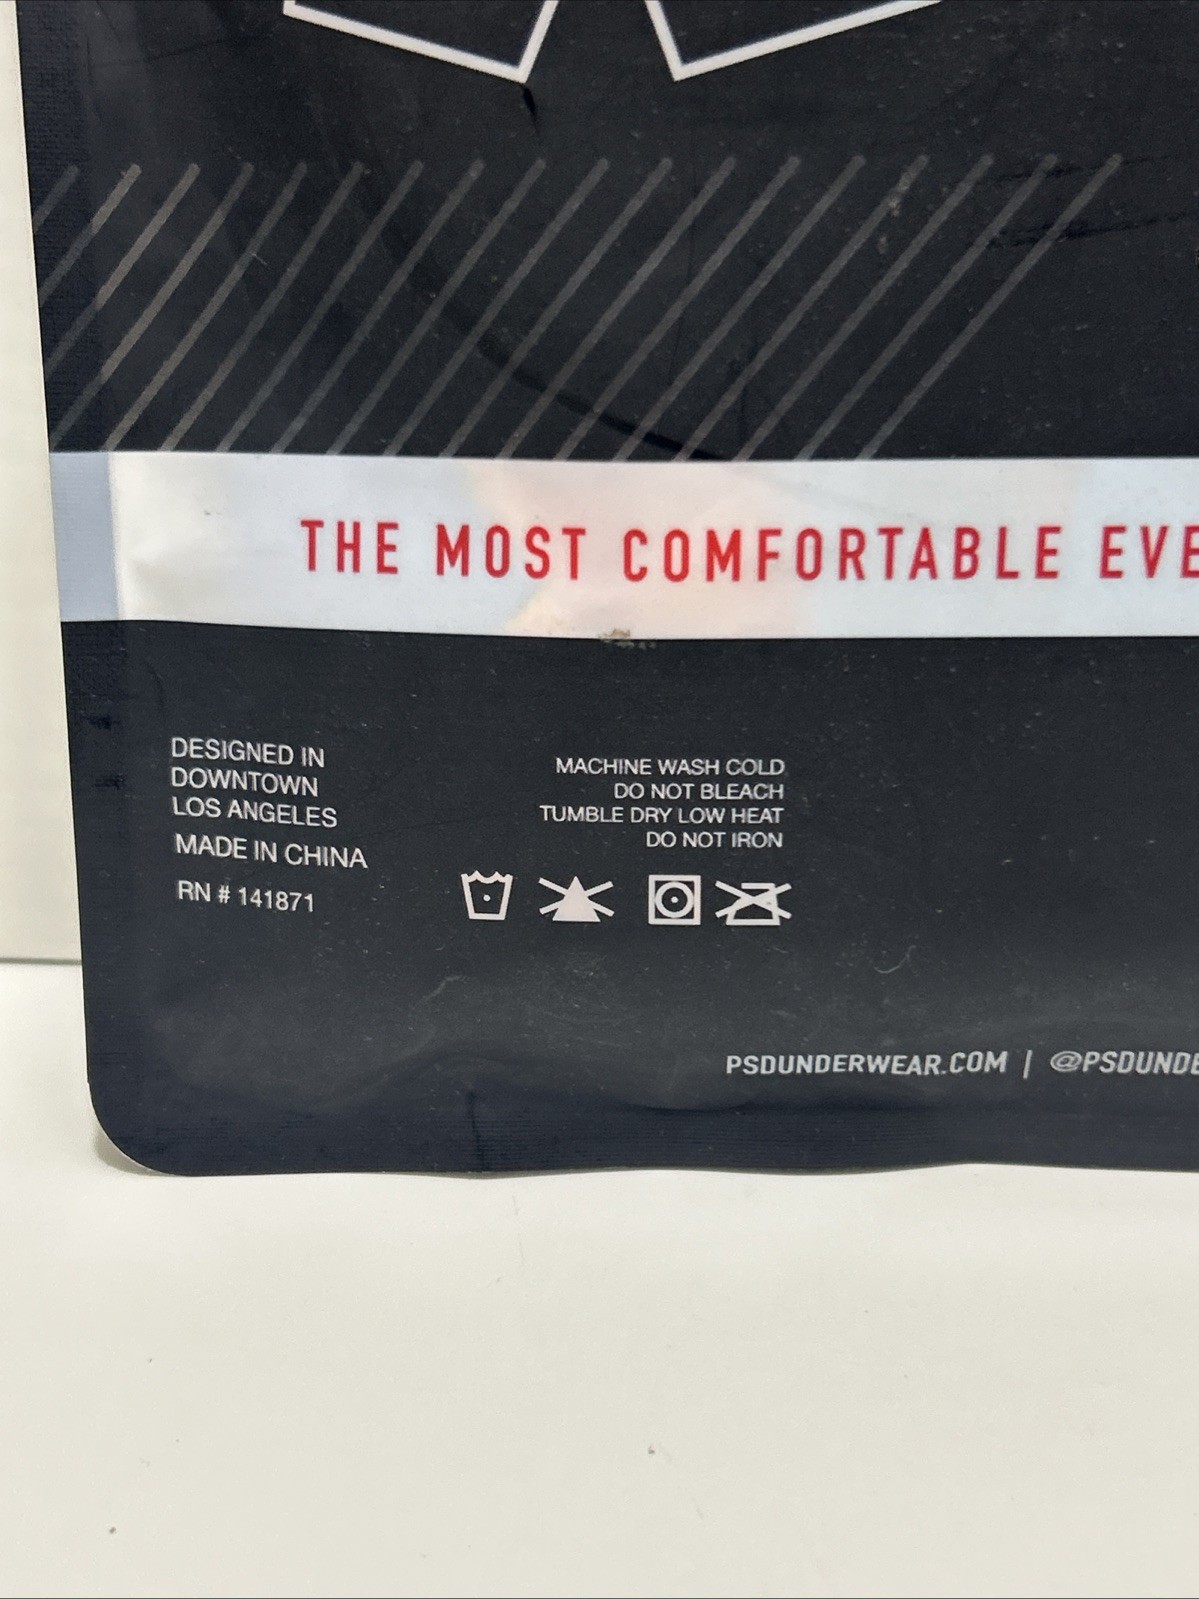 THE MOST COMFORTABLE EVE
DESIGNED IN
DOWNTOWN
LOS ANGELES
MADE IN CHINA
RN # 141871
MACHINE WASH COLD
DO NOT BLEACH
TUMBLE DRY LOW HEAT
DO NOT IRON
PSDUNDERWEAR.COM | @PSDUNDE